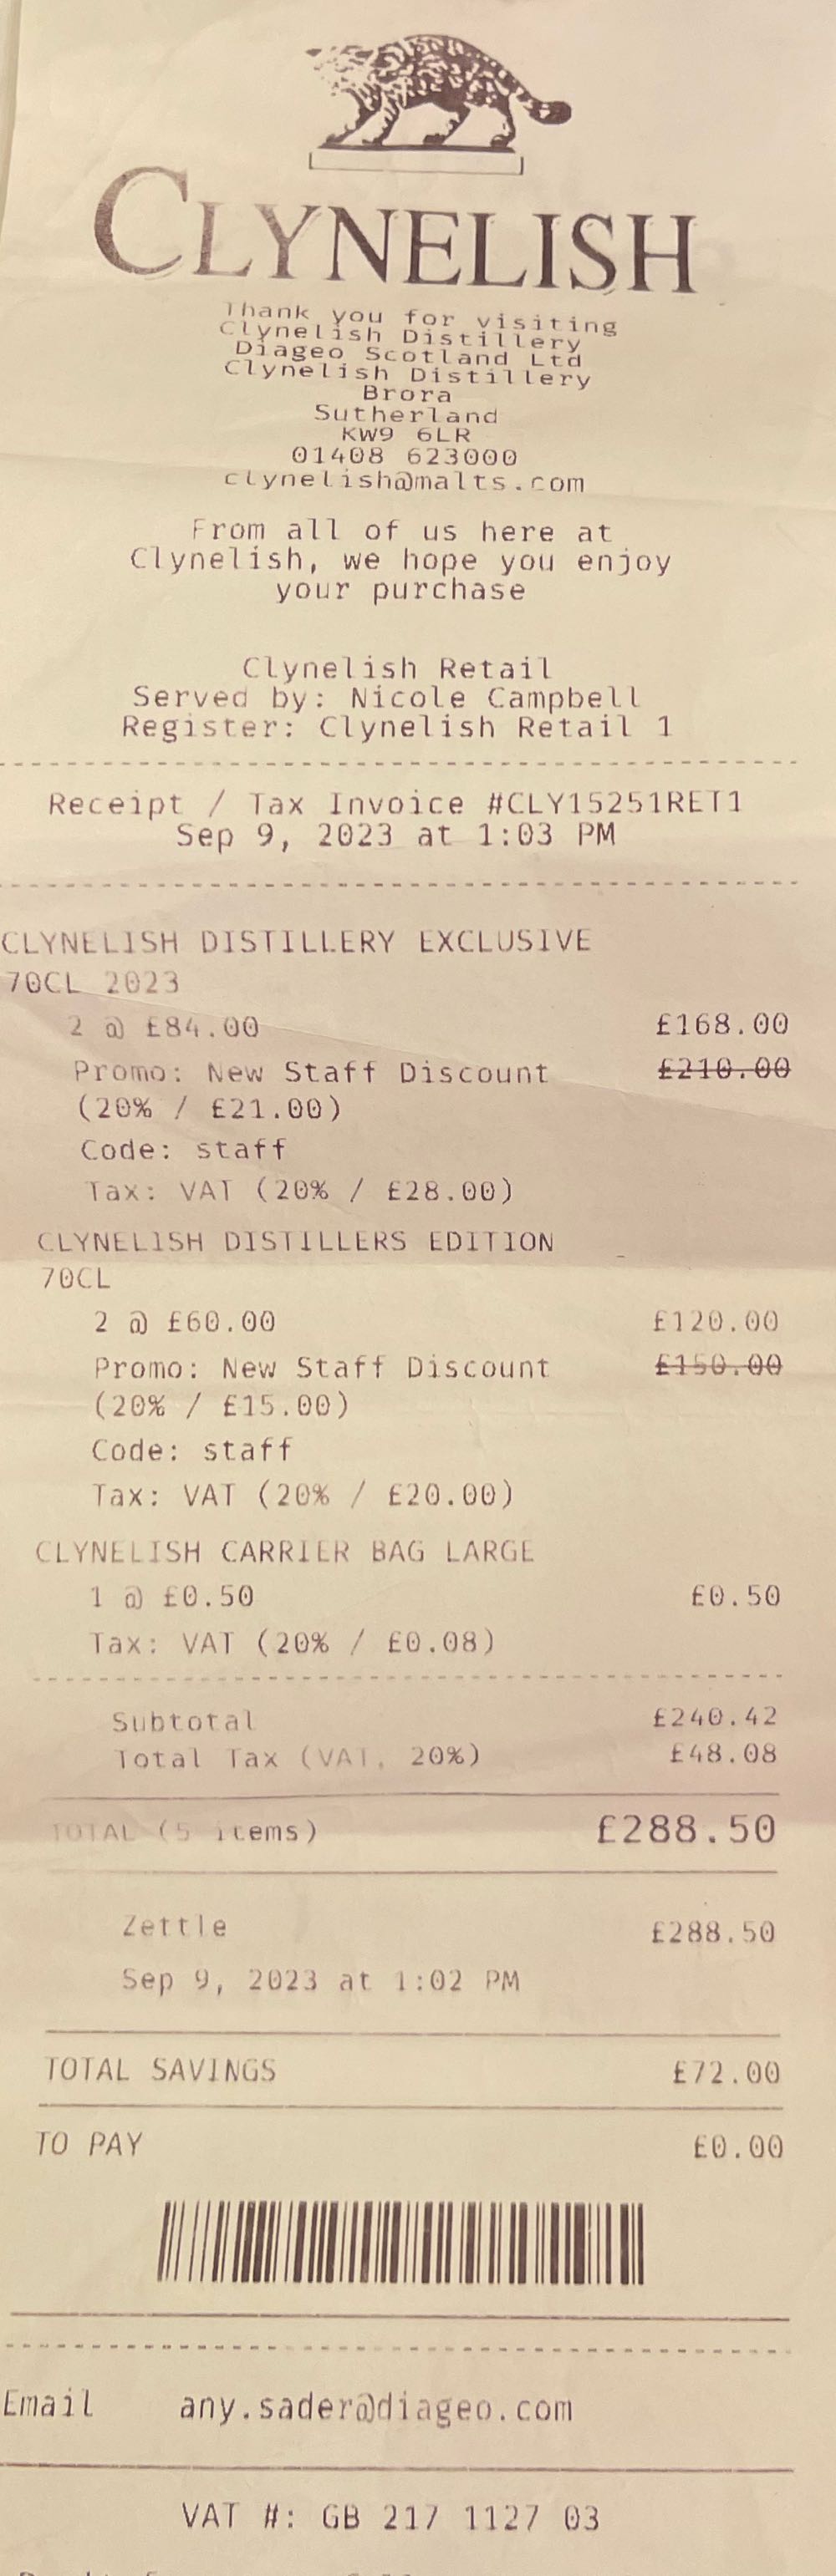 CLYNELISH
Thank you for visiting
Clynelish Distillery
Diageo Scotland Ltd
Clynelish Distillery
Brora
Sutherland
KW9 6LR
01408 623000
clynelish@malts.com
From all of us here at
Clynelish, we hope you enjoy
your purchase
Clynelish Retail
Served by: Nicole Campbell
Register: Clynelish Retail 1
Receipt / Tax Invoice #CLY15251RET1
Sep 9, 2023 at 1:03 PM
CLYNELISH DISTILLERY EXCLUSIVE
70CL 2023
2 @ £84.00 £168.00
Promo: New Staff Discount £210.00
(20% / £21.00)
Code: staff
Tax: VAT (20% / £28.00)
CLYNELISH DISTILLERS EDITION
70CL
2 @ £60.00 £120.00
Promo: New Staff Discount £150.00
(20% / £15.00)
Code: staff
Tax: VAT (20% / £20.00)
CLYNELISH CARRIER BAG LARGE
1 @ £0.50 £0.50
Tax: VAT (20% / £0.08)
Subtotal £240.42
Total Tax (VAT, 20%) £48.08
TOTAL (5 items) £288.50
Zettle £288.50
Sep 9, 2023 at 1:02 PM
TOTAL SAVINGS £72.00
TO PAY £0.00
Email any.sader@diageo.com
VAT #: GB 217 1127 03